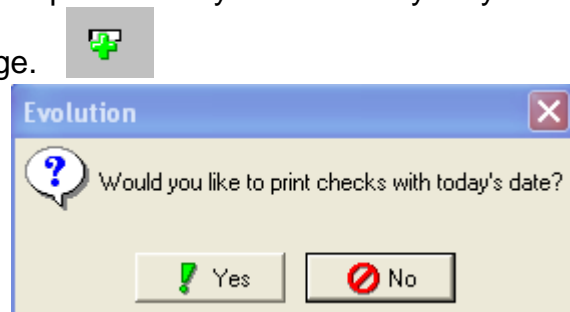 ge.
Evolution
Would you like to print checks with today's date?
Yes
No